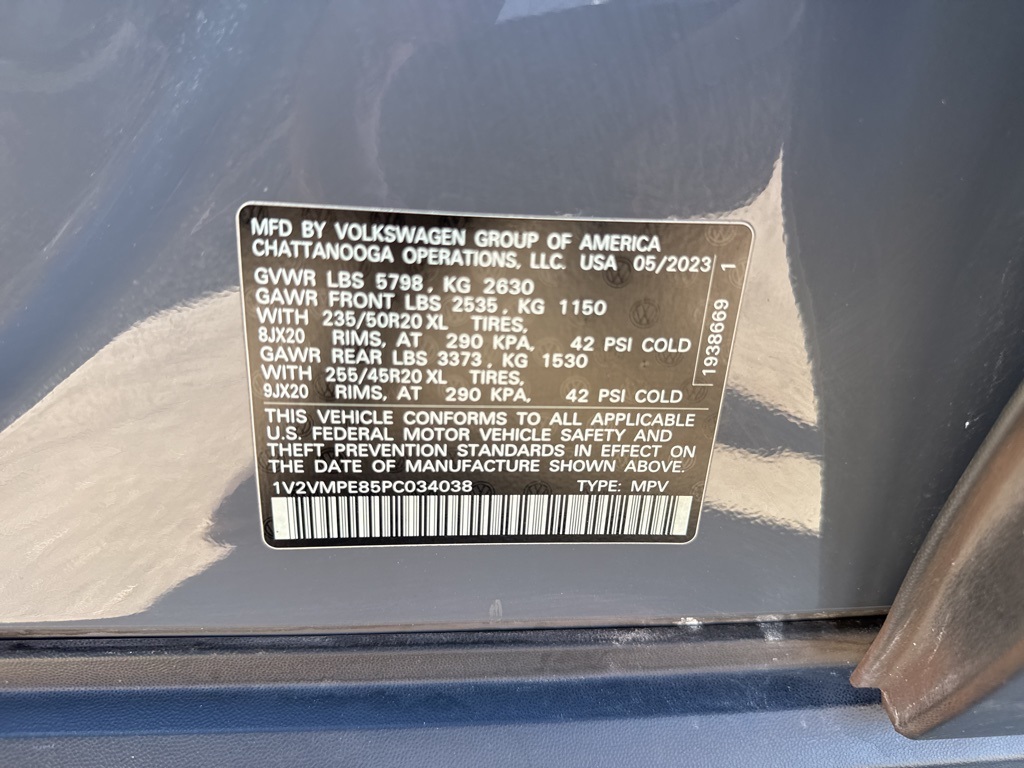 MFD BY VOLKSWAGEN GROUP OF AMERICA
CHATTANOOGA OPERATIONS, LLC. USA 05/2023
GVWR LBS 5798, KG 2630
GAWR FRONT LBS 2535, KG 1150
WITH 235/50R20 XL TIRES,
8JX20 RIMS, AT 290 KPA, 42 PSI COLD
GAWR REAR LBS 3373, KG 1530
WITH 255/45R20 XL TIRES,
9JX20 RIMS, AT 290 KPA, 42 PSI COLD
1938669 1
THIS VEHICLE CONFORMS TO ALL APPLICABLE
U.S. FEDERAL MOTOR VEHICLE SAFETY AND
THEFT PREVENTION STANDARDS IN EFFECT ON
THE DATE OF MANUFACTURE SHOWN ABOVE.
1V2VMPE85PC034038 TYPE: MPV